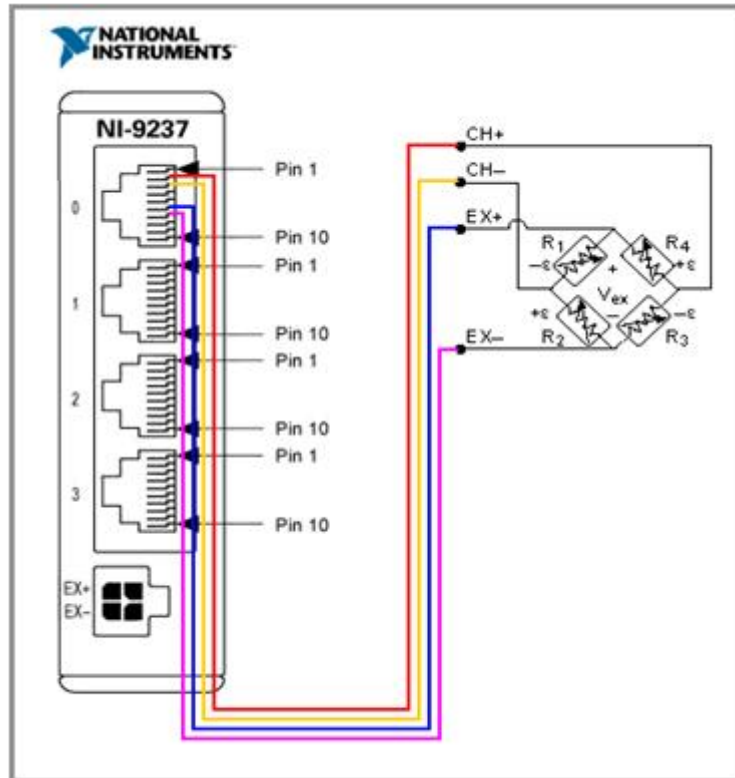 NATIONAL
INSTRUMENTS
NI-9237
Pin 1
0
Pin 10
Pin 1
1
Pin 10
Pin 1
2
Pin 10
Pin 1
3
Pin 10
EX+
EX–
CH+
CH–
EX+
R1
R4
–ε
+
+ε
Vex
+ε
–
–ε
R2
R3
EX–